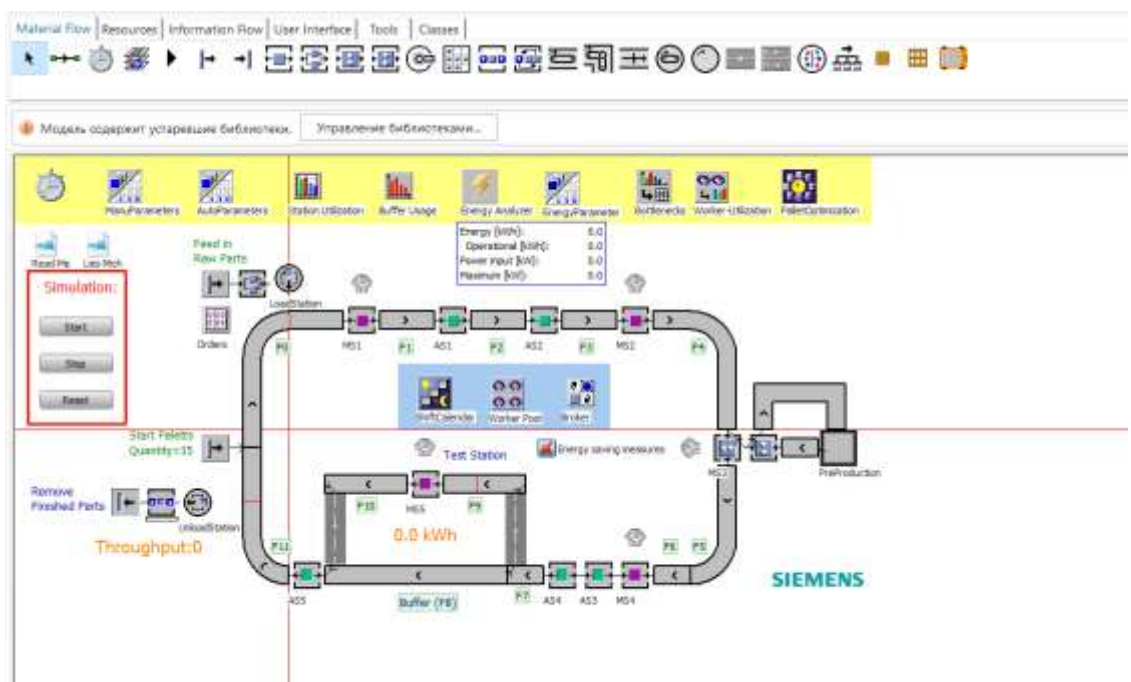 Material Flow Resources Information Flow User Interface Tools Classes
Модель содержит устаревшие библиотеки. Управление библиотеками...
ManuParameters AutoParameters Station Utilization Buffer Usage Energy Analyzer EnergyParameter Bottlenecks Worker-Utilization PalletOptimisation
Energy [kWh]: 0.0
Operational [kWh]: 0.0
Power input [kW]: 0.0
Maximum [kW]: 0.0
Read Me
Feed in
Raw Parts
Simulation:
Start
Stop
Reset
LoadStation
Orders
P0 MS1 P1 AS1 P2 AS2 P3 MS2 P4
ShiftCalendar Worker Pool Broker
Start Paletts
Quantity=15
Test Station
Energy saving measures
MS3
PreProduction
Remove
Finished Parts
UnloadStation
Throughput:0
P10 MS5 P9
0.0 kWh
P11 P6 P5
AS5 Buffer (P8) P7 AS4 AS3 MS4
SIEMENS